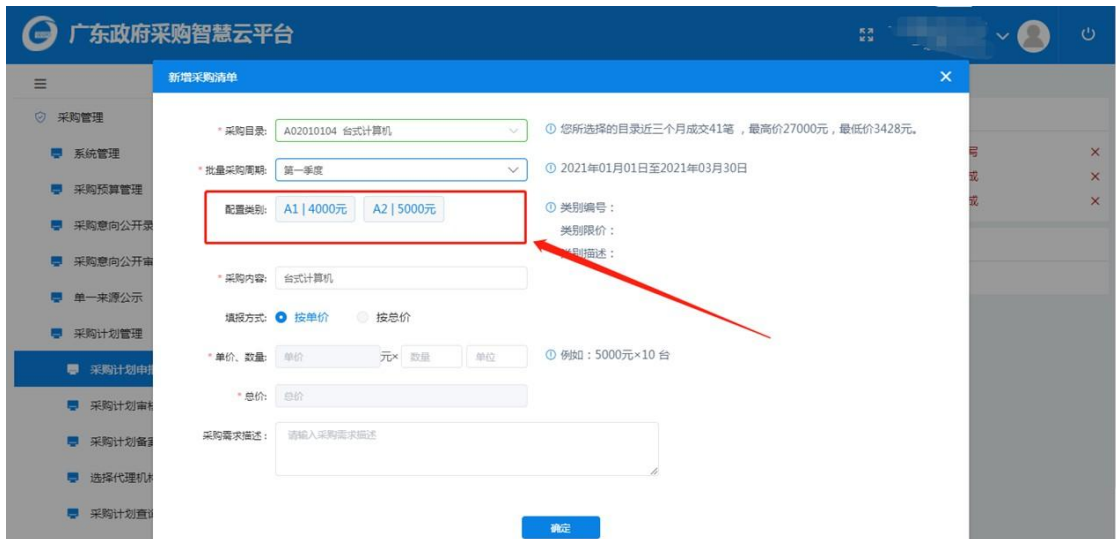 广东政府采购智慧云平台
新增采购清单
采购管理
系统管理
采购预算管理
采购意向公开录
采购意向公开审
单一来源公示
采购计划管理
采购计划申报
采购计划审核
采购计划备案
选择代理机构
采购计划查询
* 采购目录: A02010104 台式计算机
您所选择的目录近三个月成交41笔 ，最高价27000元，最低价3428元。
* 批量采购周期: 第一季度
2021年01月01日至2021年03月30日
配置类别: A1 | 4000元 A2 | 5000元
类别编号：
类别限价：
类别描述：
* 采购内容: 台式计算机
填报方式: 按单价 按总价
* 单价、数量: 单价 元× 数量 单位
例如：5000元×10 台
* 总价: 总价
采购需求描述： 请输入采购需求描述
确定
成
成